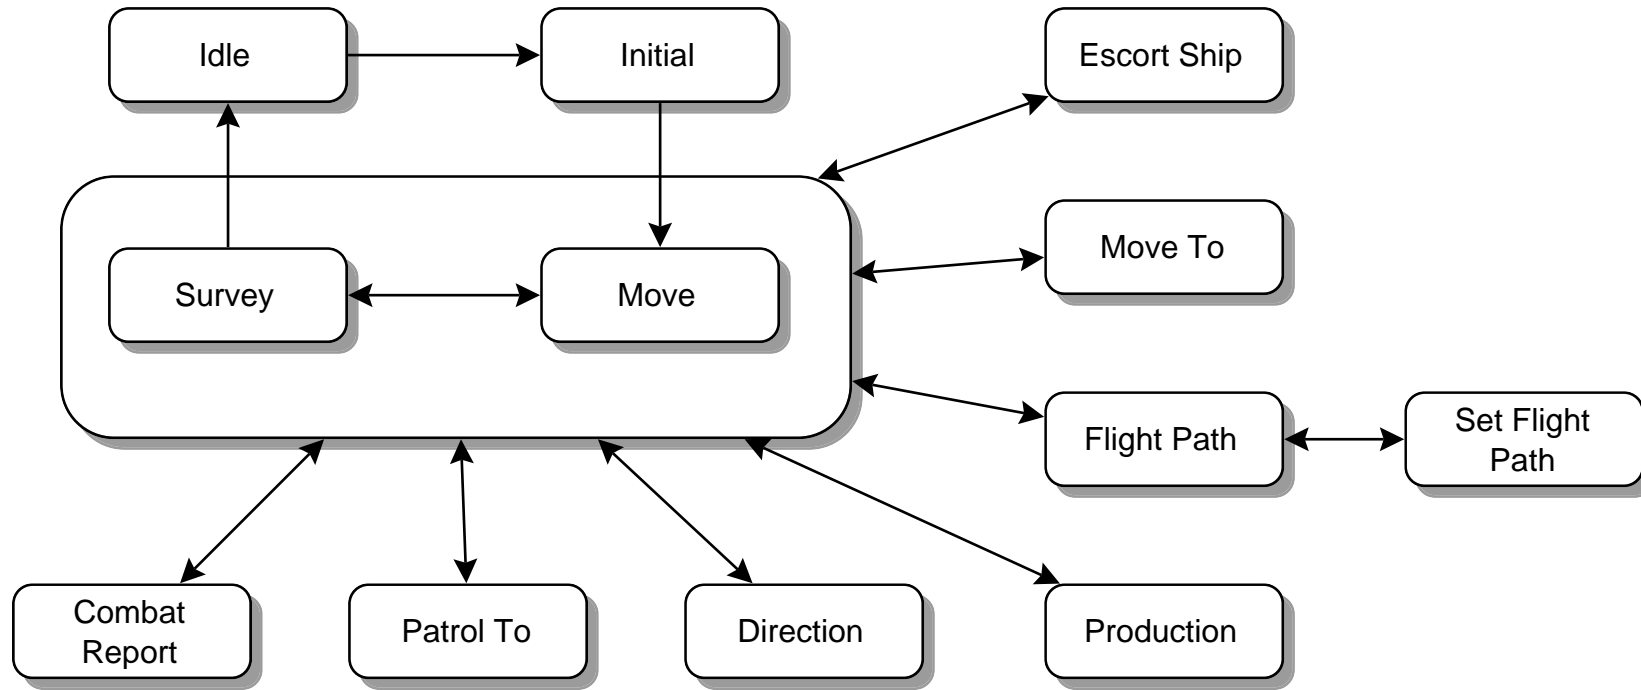 Idle
Initial
Escort Ship
Move To
Survey
Move
Flight Path
Set Flight
Path
Combat
Report
Patrol To
Direction
Production